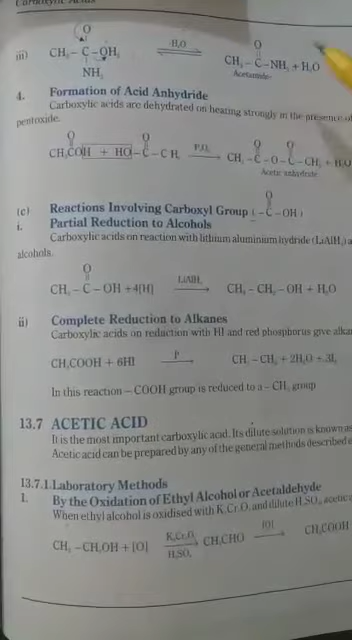 Carboxylic Acids
iii) CH₃ – C – OH₂ ⇌ CH₃ – C – NH₂ + H₂O
O H₂O O
NH₂ Acetamide
4. Formation of Acid Anhydride
Carboxylic acids are dehydrated on heating strongly in the presence of
pentoxide.
O O O O
CH₃COH + HO – C – CH₃ → CH₃ – C – O – C – CH₃ + H₂O
P₂O₅
Acetic anhydride
(c) Reactions Involving Carboxyl Group ( – C – OH )
O
i. Partial Reduction to Alcohols
Carboxylic acids on reaction with lithium aluminium hydride (LiAlH₄)
alcohols.
O
CH₃ – C – OH + 4[H] LiAlH₄ → CH₃ – CH₂ – OH + H₂O
ii) Complete Reduction to Alkanes
Carboxylic acids on reduction with HI and red phosphorus give
CH₃COOH + 6HI P → CH₃ – CH₃ + 2H₂O + 3I₂
In this reaction – COOH group is reduced to a – CH₃ group
13.7 ACETIC ACID
It is the most important carboxylic acid. Its dilute solution is known as
Acetic acid can be prepared by any of the general methods described
13.7.1 Laboratory Methods
1. By the Oxidation of Ethyl Alcohol or Acetaldehyde
When ethyl alcohol is oxidised with K₂Cr₂O₇ and dilute H₂SO₄, acetic
CH₃ – CH₂OH + [O] K₂Cr₂O₇ → CH₃CHO [O] → CH₃COOH
H₂SO₄